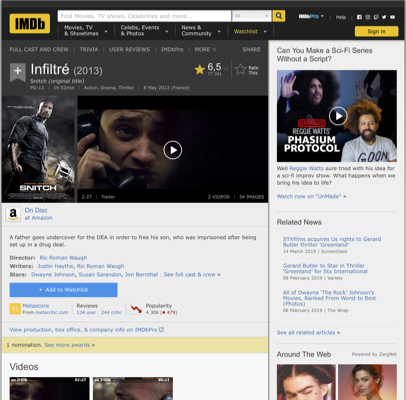 IMDb
Find Movies, TV shows, Celebrities and more...
All
IMDbPro
Help
Movies, TV & Showtimes
Celebs, Events & Photos
News & Community
Watchlist
Sign in
FULL CAST AND CREW | TRIVIA | USER REVIEWS | IMDbPro | MORE
SHARE
Infiltré (2013)
Snitch (original title)
PG-13 | 1h 52min | Action, Drama, Thriller | 8 May 2013 (France)
6,5
77 341
Rate This
SNITCH
2:27 | Trailer
2 VIDEOS | 34 IMAGES
On Disc
at Amazon
A father goes undercover for the DEA in order to free his son, who was imprisoned after being set up in a drug deal.
Director: Ric Roman Waugh
Writers: Justin Haythe, Ric Roman Waugh
Stars: Dwayne Johnson, Susan Sarandon, Jon Bernthal | See full cast & crew »
+ Add to Watchlist
Metascore
From metacritic.com
Reviews
134 user | 244 critic
Popularity
4 306
479
View production, box office, & company info on IMDbPro
1 nomination. See more awards »
Videos
02:27
06:31
Can You Make a Sci-Fi Series
Without a Script?
REGGIE WATTS'
PHASIUM
PROTOCOL
Well Reggie Watts sure tried with his idea for
a sci-fi improv show. What happens when we
bring his idea to life?
Watch now on "UnMade" »
Related News
STXfilms acquires US rights to Gerard
Butler thriller 'Greenland'
14 March 2019 | ScreenDaily
Gerard Butler to Star in Thriller
'Greenland' for Stx International
09 February 2019 | Variety
All of Dwayne 'The Rock' Johnson's
Movies, Ranked From Worst to Best
(Photos)
08 February 2019 | The Wrap
See all related articles »
Around The Web
Powered by ZergNet